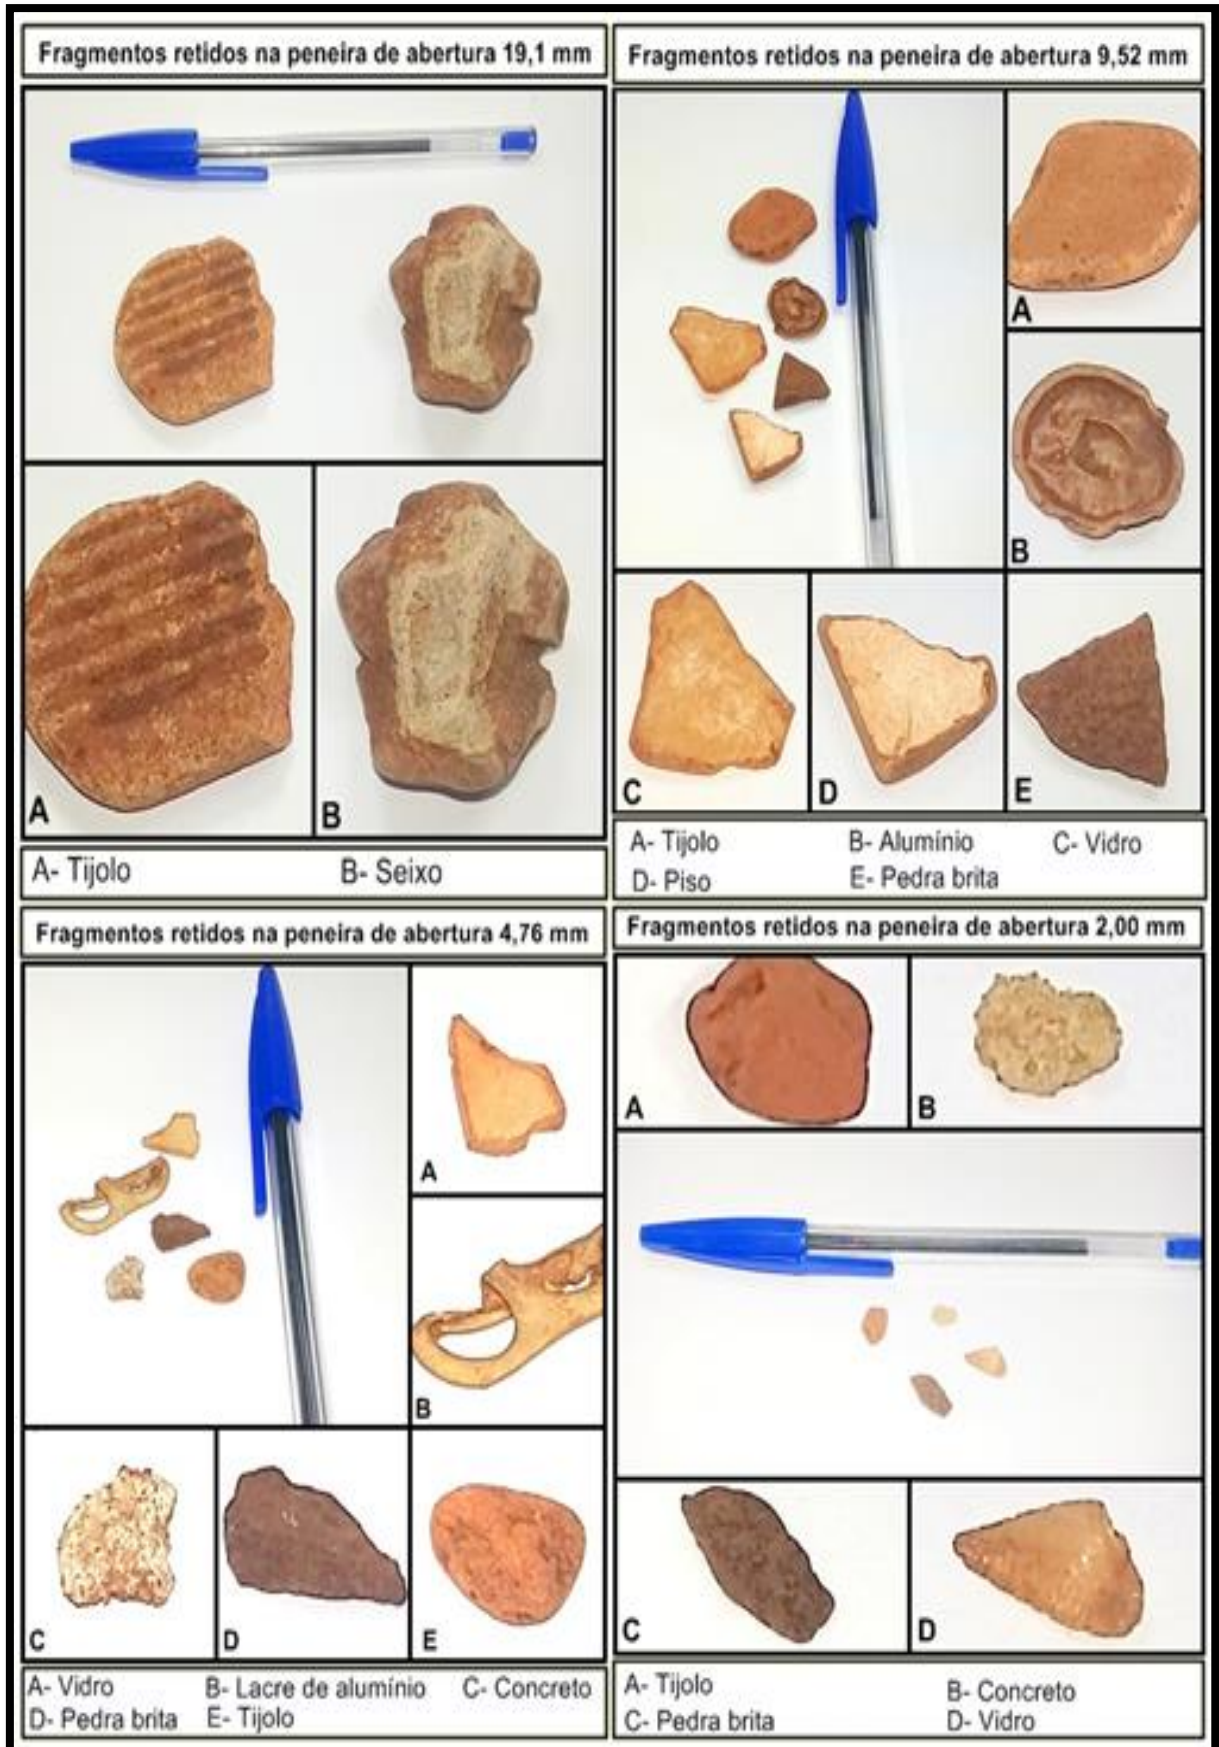 Fragmentos retidos na peneira de abertura 19,1 mm
A
B
A- Tijolo B- Seixo
Fragmentos retidos na peneira de abertura 9,52 mm
A
B
C
D
E
A- Tijolo B- Alumínio C- Vidro
D- Piso E- Pedra brita
Fragmentos retidos na peneira de abertura 4,76 mm
A
B
C
D
E
A- Vidro B- Lacre de alumínio C- Concreto
D- Pedra brita E- Tijolo
Fragmentos retidos na peneira de abertura 2,00 mm
A
B
C
D
A- Tijolo B- Concreto
C- Pedra brita D- Vidro